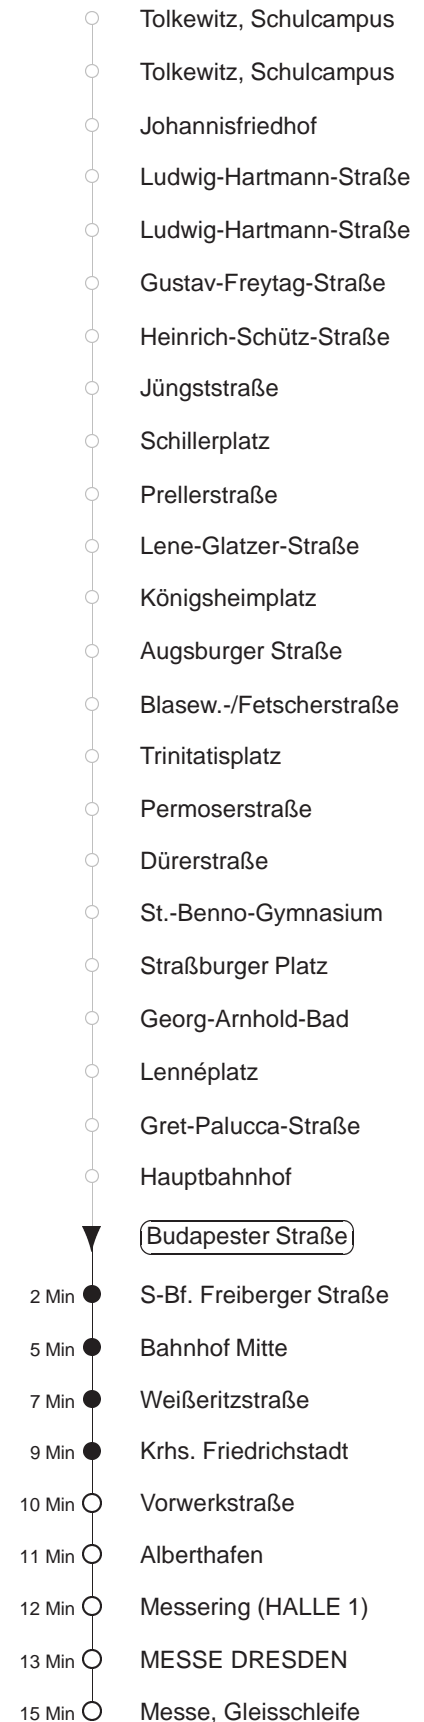 Tolkewitz, Schulcampus
Tolkewitz, Schulcampus
Johannisfriedhof
Ludwig-Hartmann-Straße
Ludwig-Hartmann-Straße
Gustav-Freytag-Straße
Heinrich-Schütz-Straße
Jüngststraße
Schillerplatz
Prellerstraße
Lene-Glatzer-Straße
Königsheimplatz
Augsburger Straße
Blasew.-/Fetscherstraße
Trinitatisplatz
Permoserstraße
Dürerstraße
St.-Benno-Gymnasium
Straßburger Platz
Georg-Arnhold-Bad
Lennéplatz
Gret-Palucca-Straße
Hauptbahnhof
Budapester Straße
2 Min S-Bf. Freiberger Straße
5 Min Bahnhof Mitte
7 Min Weißeritzstraße
9 Min Krhs. Friedrichstadt
10 Min Vorwerkstraße
11 Min Alberthafen
12 Min Messering (HALLE 1)
13 Min MESSE DRESDEN
15 Min Messe, Gleisschleife